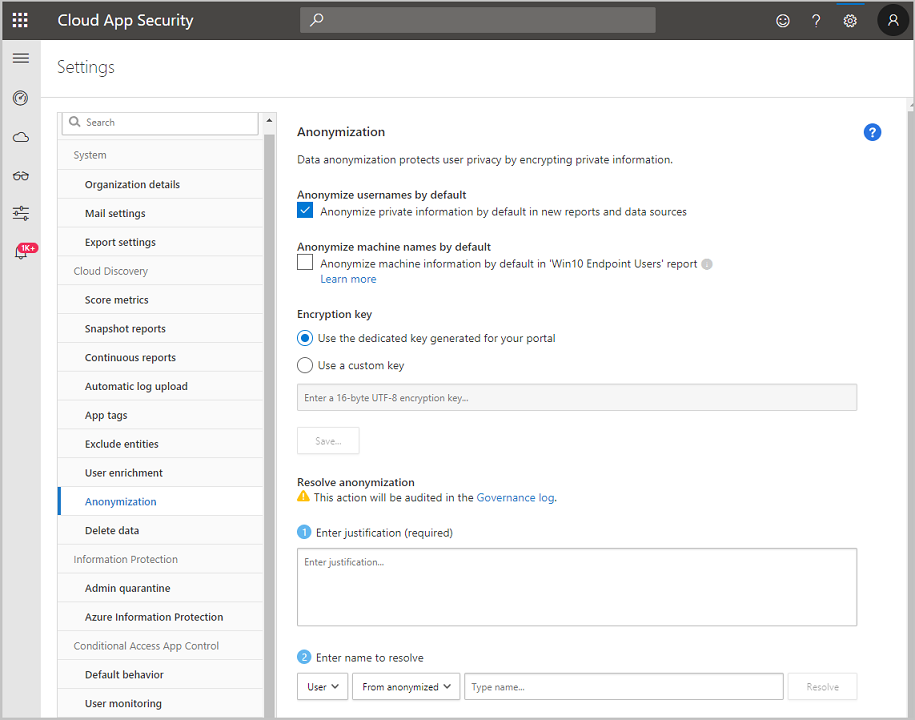 Cloud App Security
?
Settings
1K+
Search
System
Organization details
Mail settings
Export settings
Cloud Discovery
Score metrics
Snapshot reports
Continuous reports
Automatic log upload
App tags
Exclude entities
User enrichment
Anonymization
Delete data
Information Protection
Admin quarantine
Azure Information Protection
Conditional Access App Control
Default behavior
User monitoring
Anonymization
?
Data anonymization protects user privacy by encrypting private information.
Anonymize usernames by default
Anonymize private information by default in new reports and data sources
Anonymize machine names by default
Anonymize machine information by default in 'Win10 Endpoint Users' report
Learn more
Encryption key
Use the dedicated key generated for your portal
Use a custom key
Enter a 16-byte UTF-8 encryption key...
Save...
Resolve anonymization
This action will be audited in the Governance log.
1 Enter justification (required)
Enter justification...
2 Enter name to resolve
User From anonymized Type name... Resolve